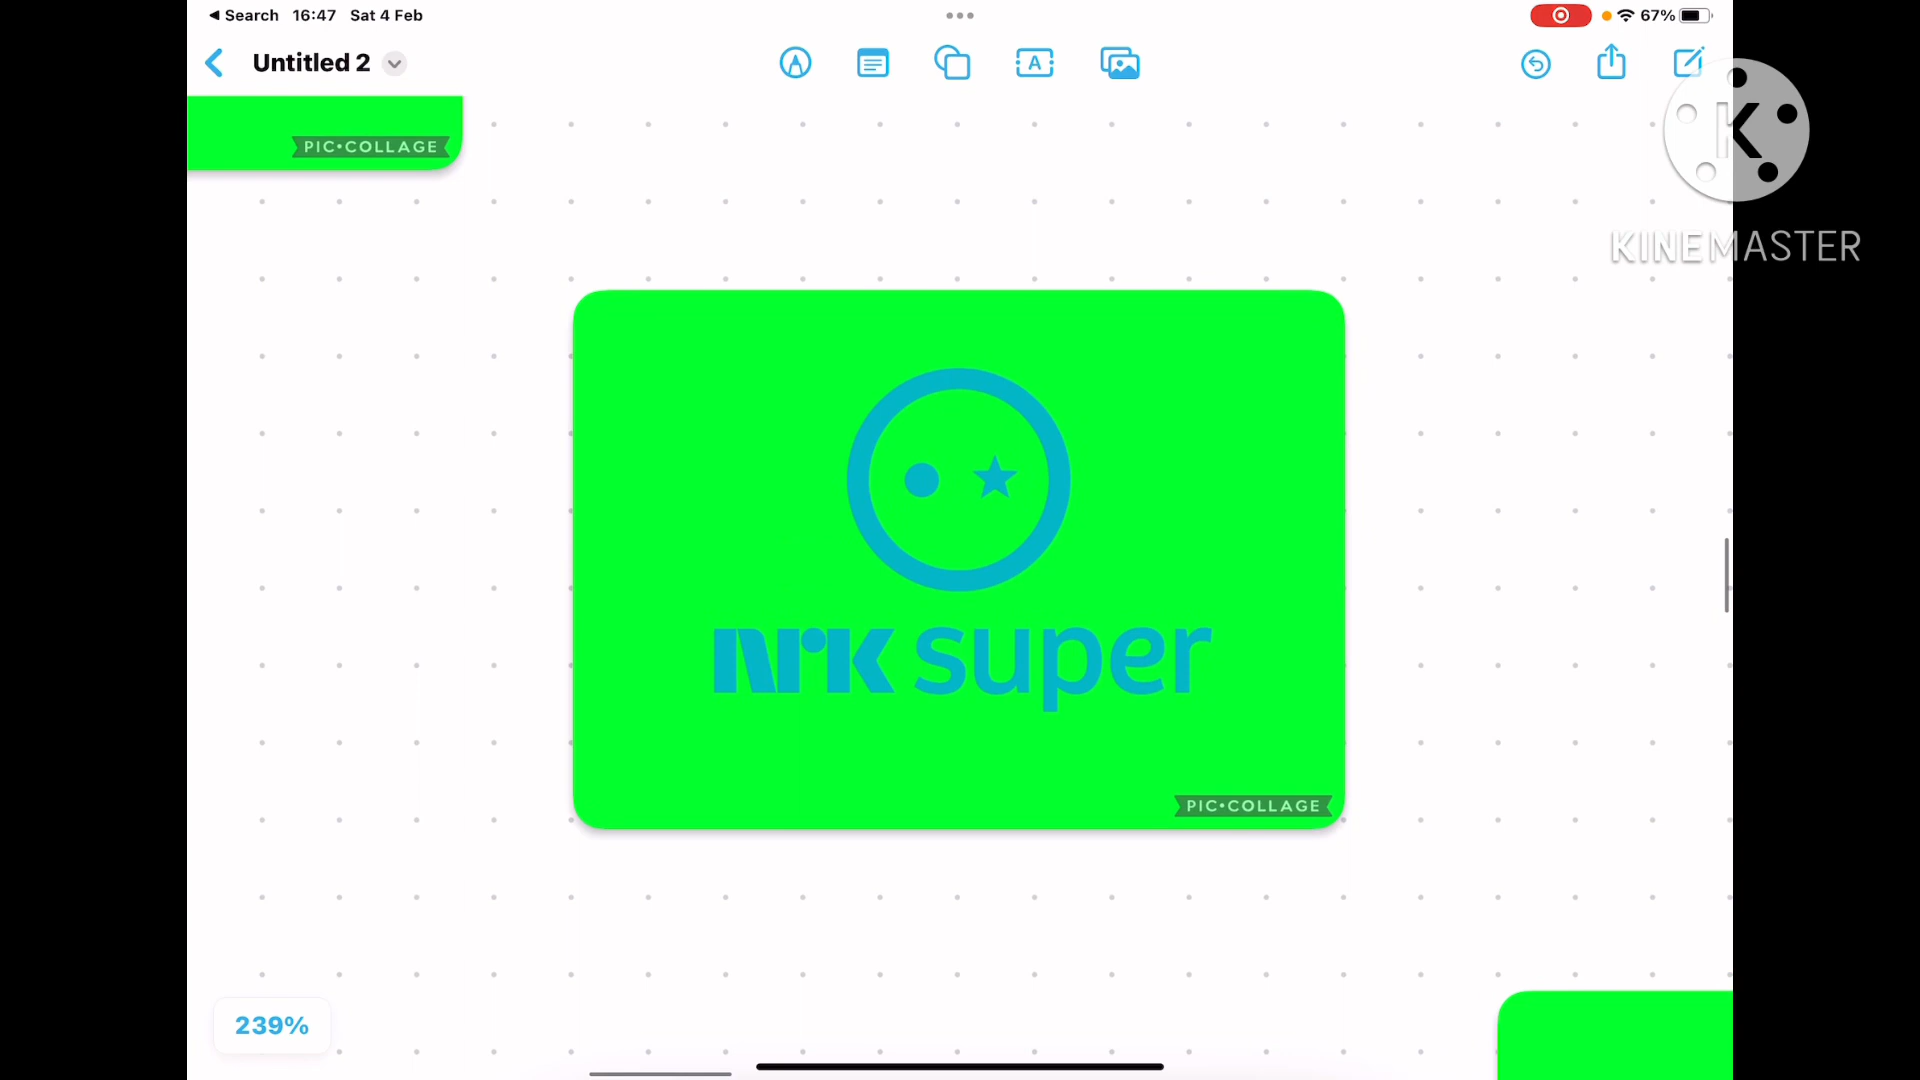 Search 16:47 Sat 4 Feb
67%
Untitled 2
A
PIC•COLLAGE
K
KINEMASTER
nrk super
PIC•COLLAGE
239%